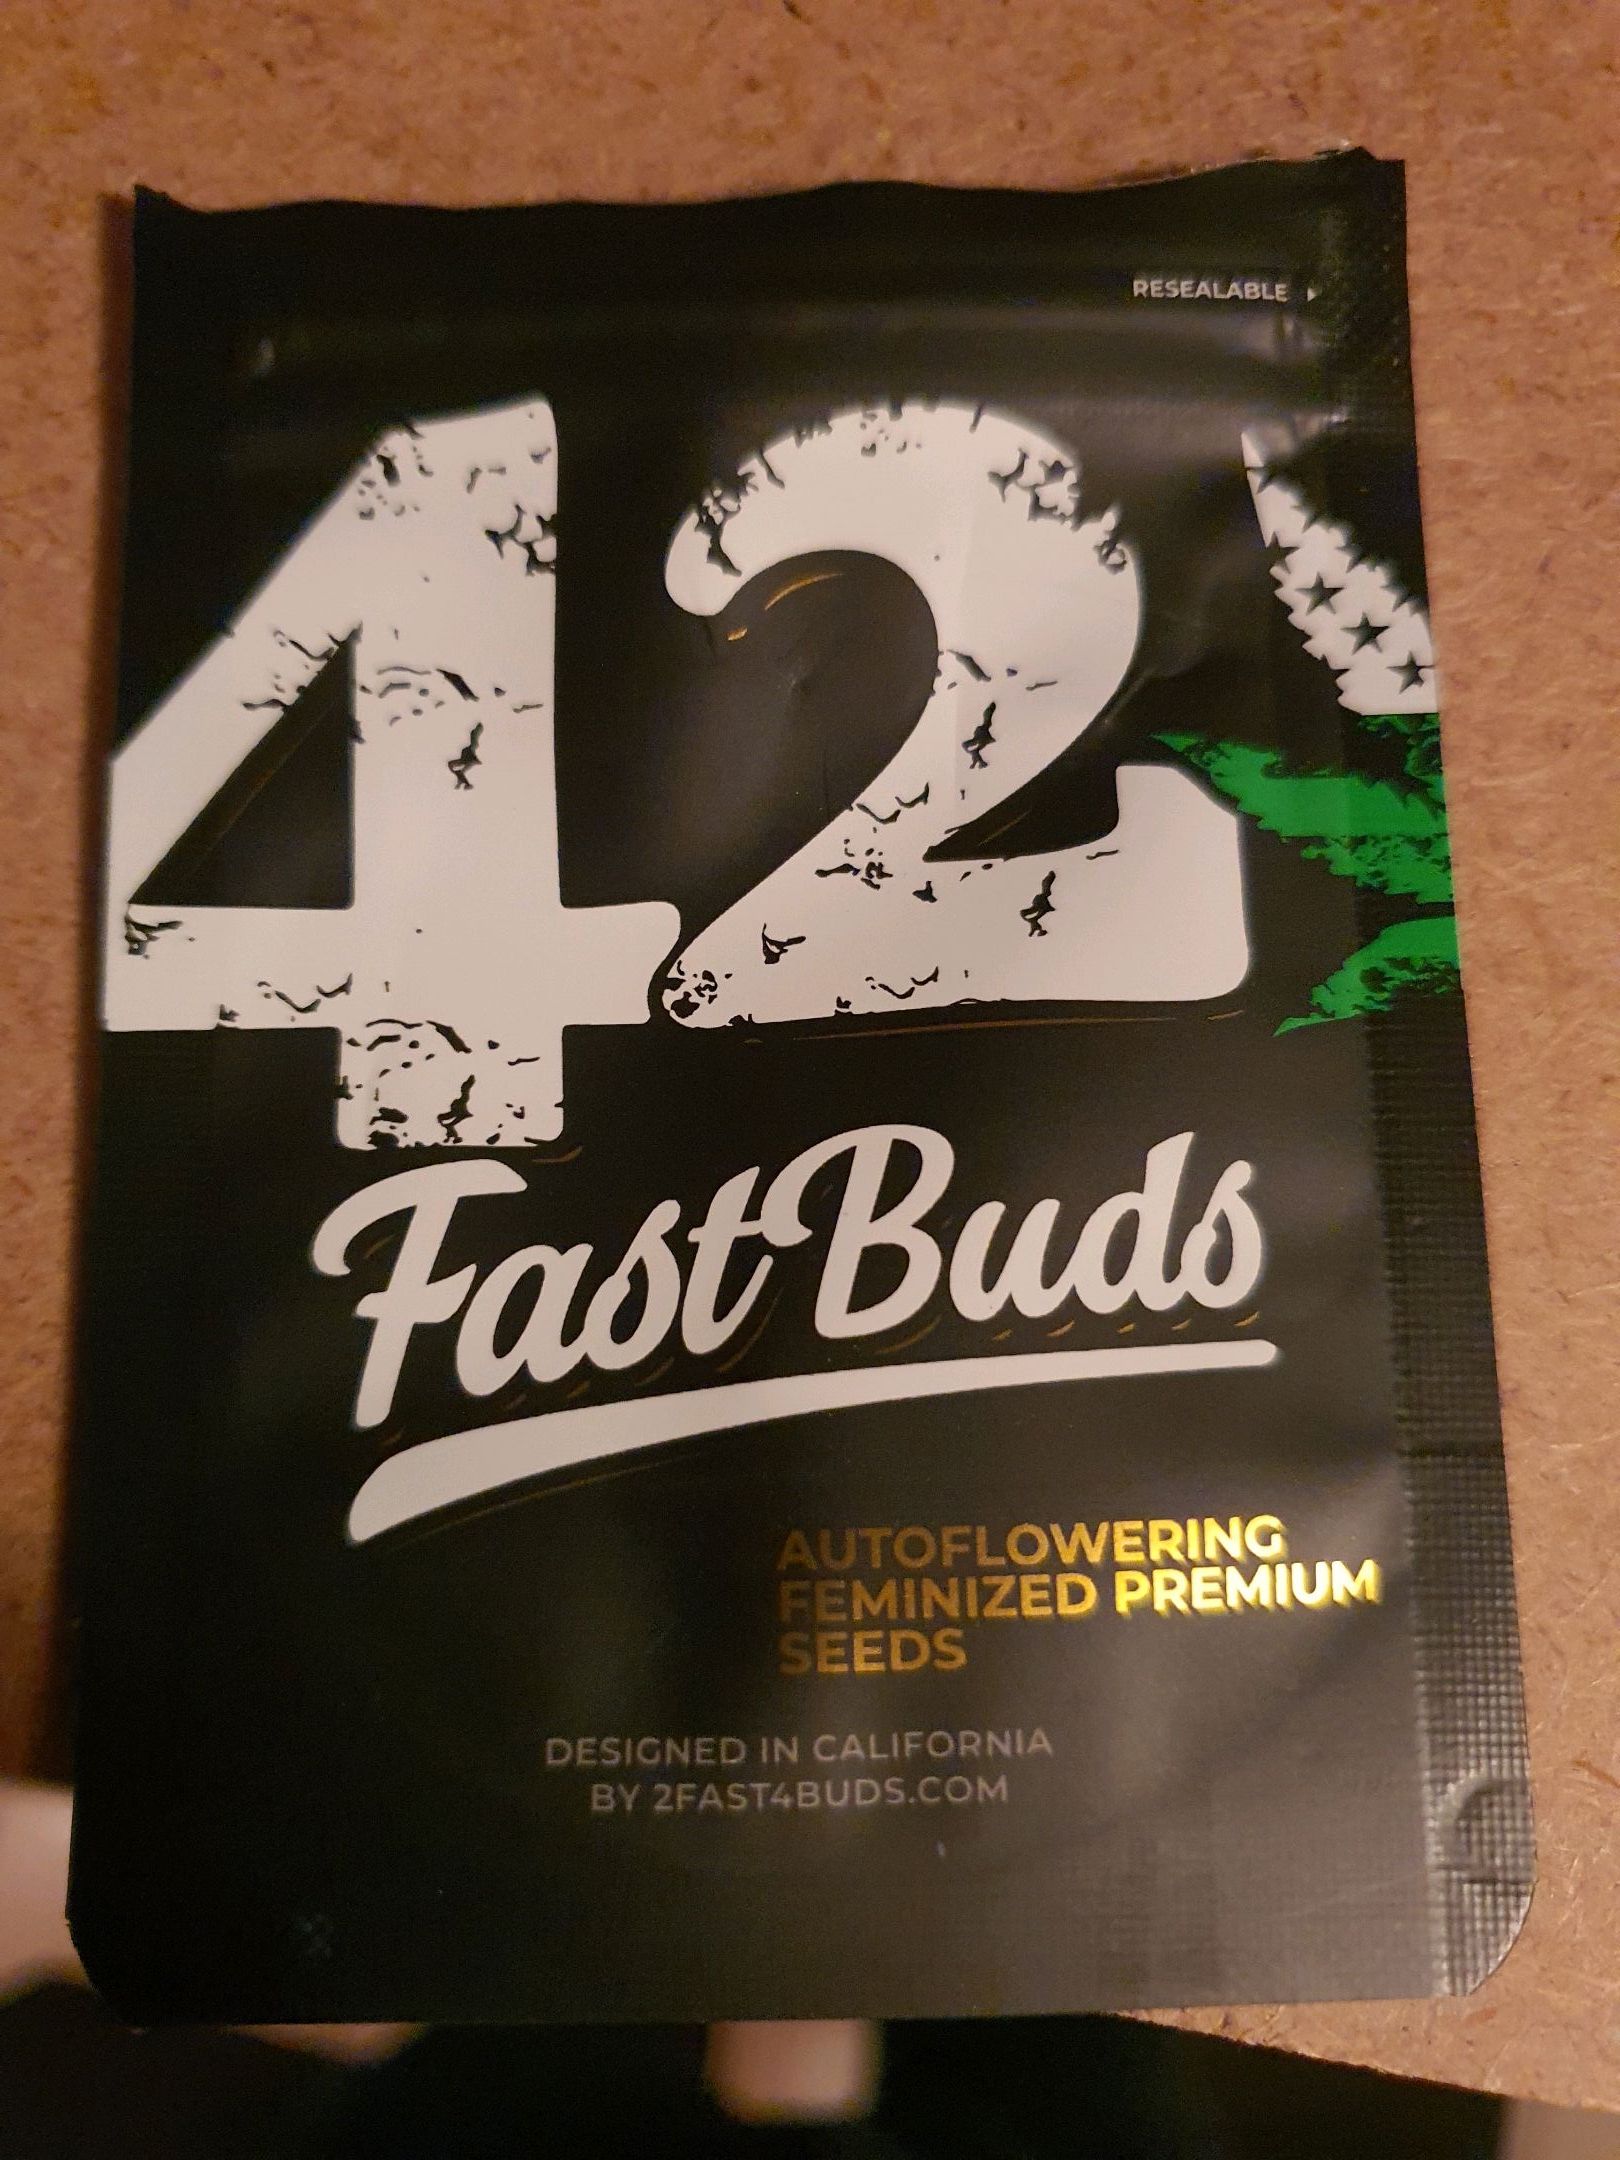 RESEALABLE
42
Fast Buds
AUTOFLOWERING
FEMINIZED PREMIUM
SEEDS
DESIGNED IN CALIFORNIA
BY 2FAST4BUDS.COM